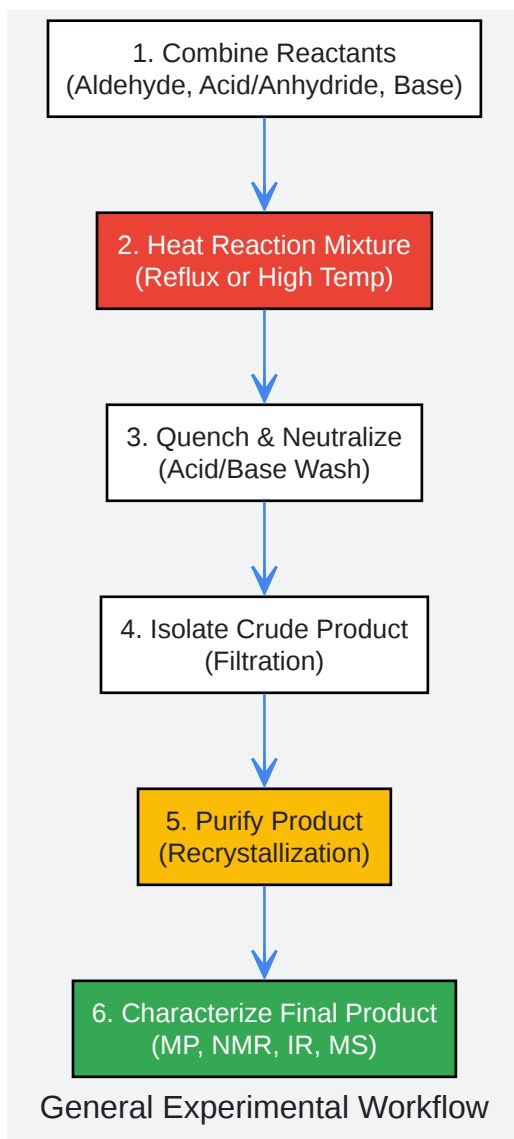 1. Combine Reactants
(Aldehyde, Acid/Anhydride, Base)
2. Heat Reaction Mixture
(Reflux or High Temp)
3. Quench & Neutralize
(Acid/Base Wash)
4. Isolate Crude Product
(Filtration)
5. Purify Product
(Recrystallization)
6. Characterize Final Product
(MP, NMR, IR, MS)
General Experimental Workflow